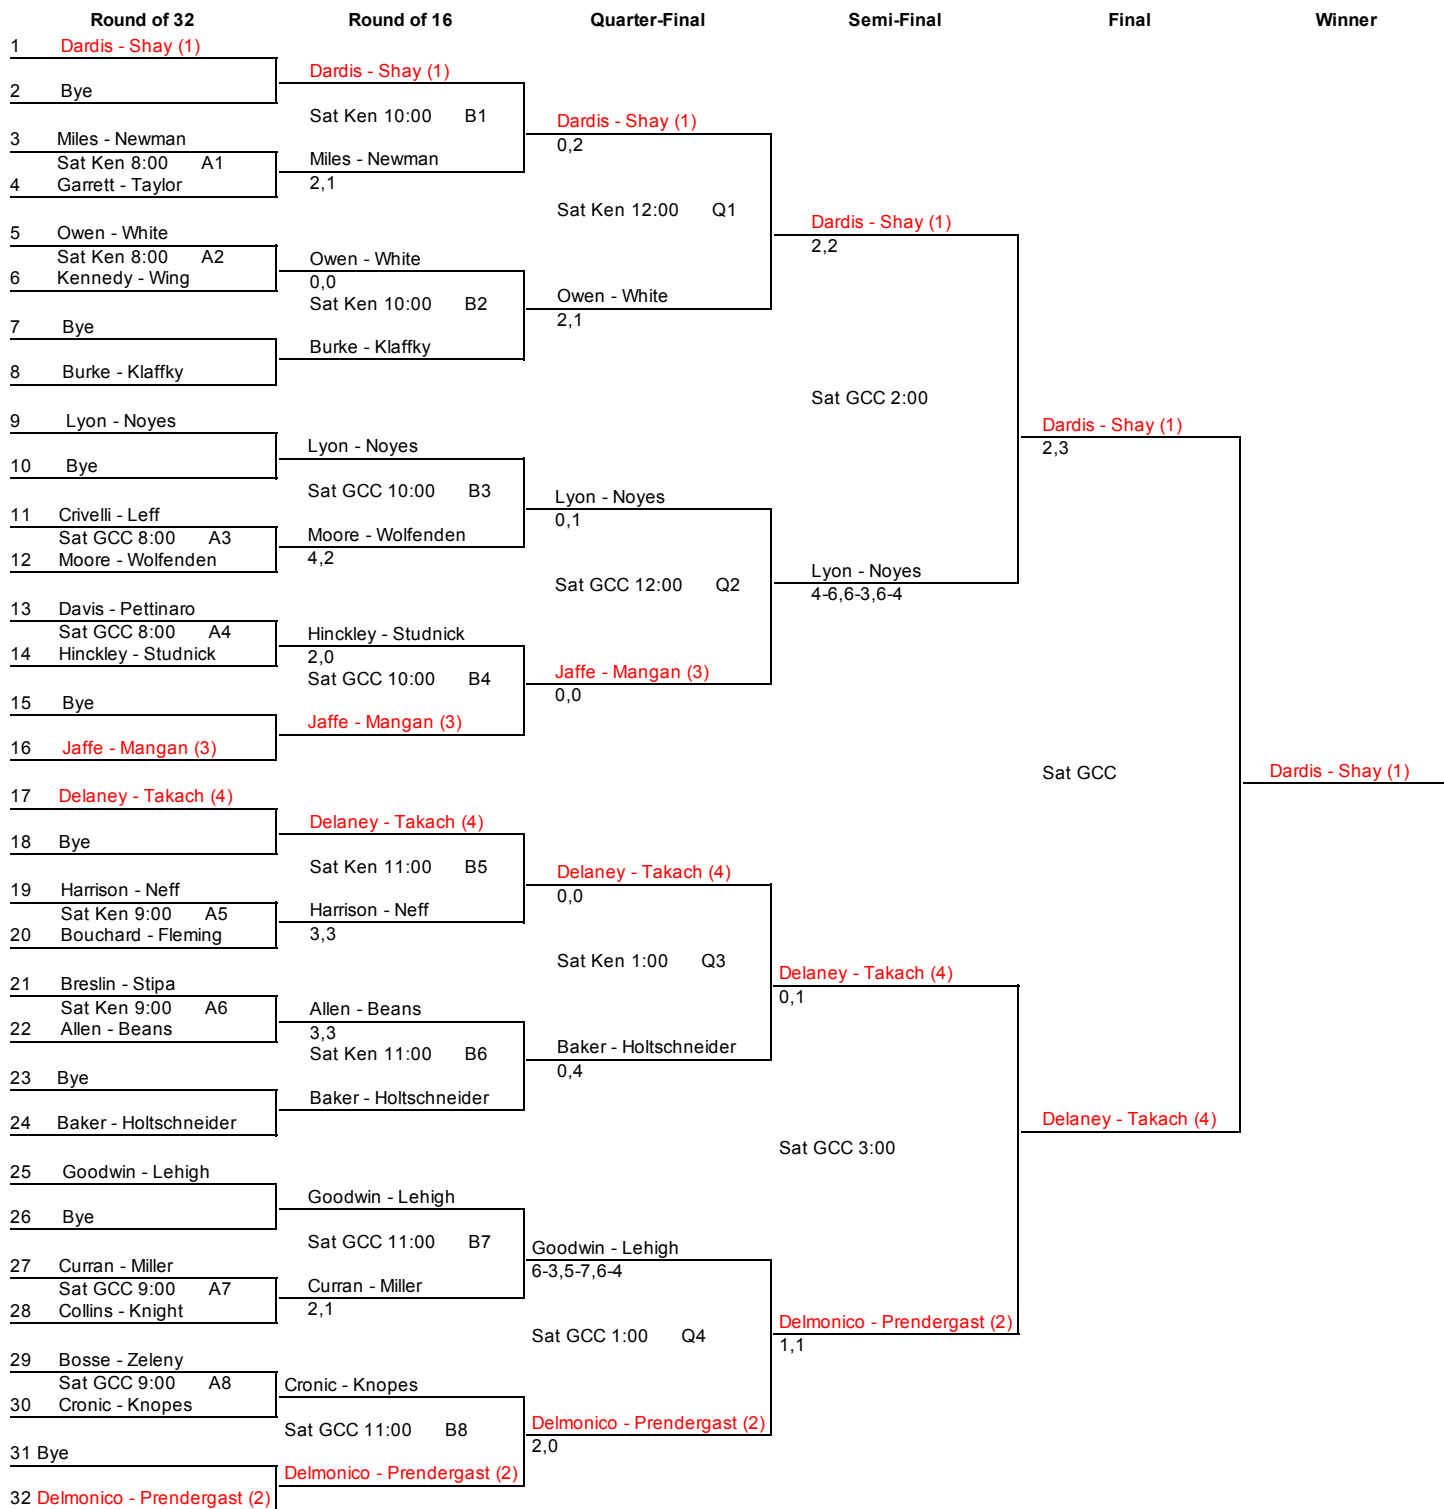 Round of 32 Round of 16 Quarter-Final Semi-Final Final Winner
1 Dardis - Shay (1)
2 Bye
3 Miles - Newman
Sat Ken 8:00 A1
4 Garrett - Taylor
5 Owen - White
Sat Ken 8:00 A2
6 Kennedy - Wing
7 Bye
8 Burke - Klaffky
9 Lyon - Noyes
10 Bye
11 Crivelli - Leff
Sat GCC 8:00 A3
12 Moore - Wolfenden
13 Davis - Pettinaro
Sat GCC 8:00 A4
14 Hinckley - Studnick
15 Bye
16 Jaffe - Mangan (3)
17 Delaney - Takach (4)
18 Bye
19 Harrison - Neff
Sat Ken 9:00 A5
20 Bouchard - Fleming
21 Breslin - Stipa
Sat Ken 9:00 A6
22 Allen - Beans
23 Bye
24 Baker - Holtschneider
25 Goodwin - Lehigh
26 Bye
27 Curran - Miller
Sat GCC 9:00 A7
28 Collins - Knight
29 Bosse - Zeleny
Sat GCC 9:00 A8
30 Cronic - Knopes
31 Bye
32 Delmonico - Prendergast (2)
Dardis - Shay (1)
Sat Ken 10:00 B1
Miles - Newman
2,1
Owen - White
0,0
Sat Ken 10:00 B2
Burke - Klaffky
Lyon - Noyes
Sat GCC 10:00 B3
Moore - Wolfenden
4,2
Hinckley - Studnick
2,0
Sat GCC 10:00 B4
Jaffe - Mangan (3)
Delaney - Takach (4)
Sat Ken 11:00 B5
Harrison - Neff
3,3
Allen - Beans
3,3
Sat Ken 11:00 B6
Baker - Holtschneider
Goodwin - Lehigh
Sat GCC 11:00 B7
Curran - Miller
2,1
Cronic - Knopes
Sat GCC 11:00 B8
Delmonico - Prendergast (2)
Dardis - Shay (1)
0,2
Sat Ken 12:00 Q1
Owen - White
2,1
Lyon - Noyes
0,1
Sat GCC 12:00 Q2
Jaffe - Mangan (3)
0,0
Delaney - Takach (4)
0,0
Sat Ken 1:00 Q3
Baker - Holtschneider
0,4
Goodwin - Lehigh
6-3,5-7,6-4
Sat GCC 1:00 Q4
Delmonico - Prendergast (2)
2,0
Dardis - Shay (1)
2,2
Sat GCC 2:00
Lyon - Noyes
4-6,6-3,6-4
Delaney - Takach (4)
0,1
Sat GCC 3:00
Delmonico - Prendergast (2)
1,1
Dardis - Shay (1)
2,3
Sat GCC
Delaney - Takach (4)
Dardis - Shay (1)